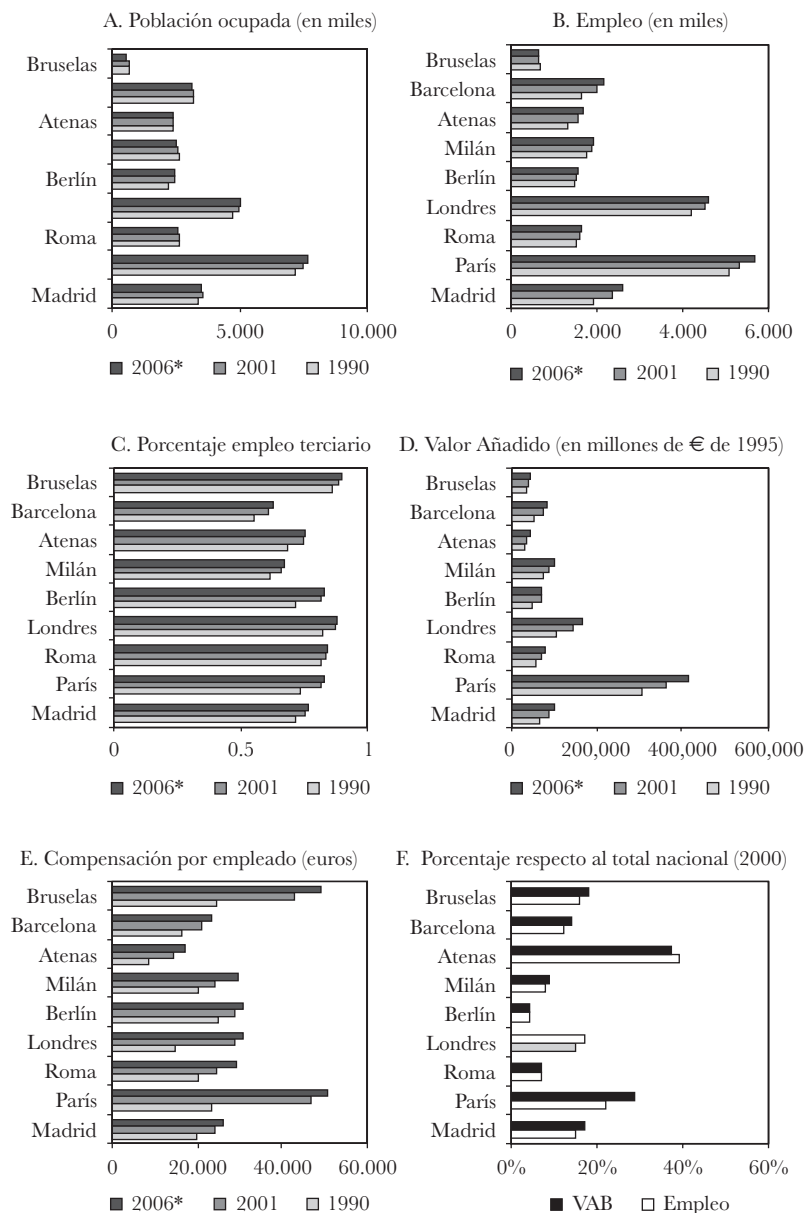 A. Población ocupada (en miles)
Bruselas
Atenas
Berlín
Roma
Madrid
0 5.000 10.000
2006* 2001 1990
B. Empleo (en miles)
Bruselas
Barcelona
Atenas
Milán
Berlín
Londres
Roma
París
Madrid
0 2.000 4.000 6.000
2006* 2001 1990
C. Porcentaje empleo terciario
Bruselas
Barcelona
Atenas
Milán
Berlín
Londres
Roma
París
Madrid
0 0.5 1
2006* 2001 1990
D. Valor Añadido (en millones de € de 1995)
Bruselas
Barcelona
Atenas
Milán
Berlín
Londres
Roma
París
Madrid
0 200,000 400,000 600,000
2006* 2001 1990
E. Compensación por empleado (euros)
Bruselas
Barcelona
Atenas
Milán
Berlín
Londres
Roma
París
Madrid
0 20.000 40.000 60.000
2006* 2001 1990
F. Porcentaje respecto al total nacional (2000)
Bruselas
Barcelona
Atenas
Milán
Berlín
Londres
Roma
París
Madrid
0% 20% 40% 60%
VAB Empleo